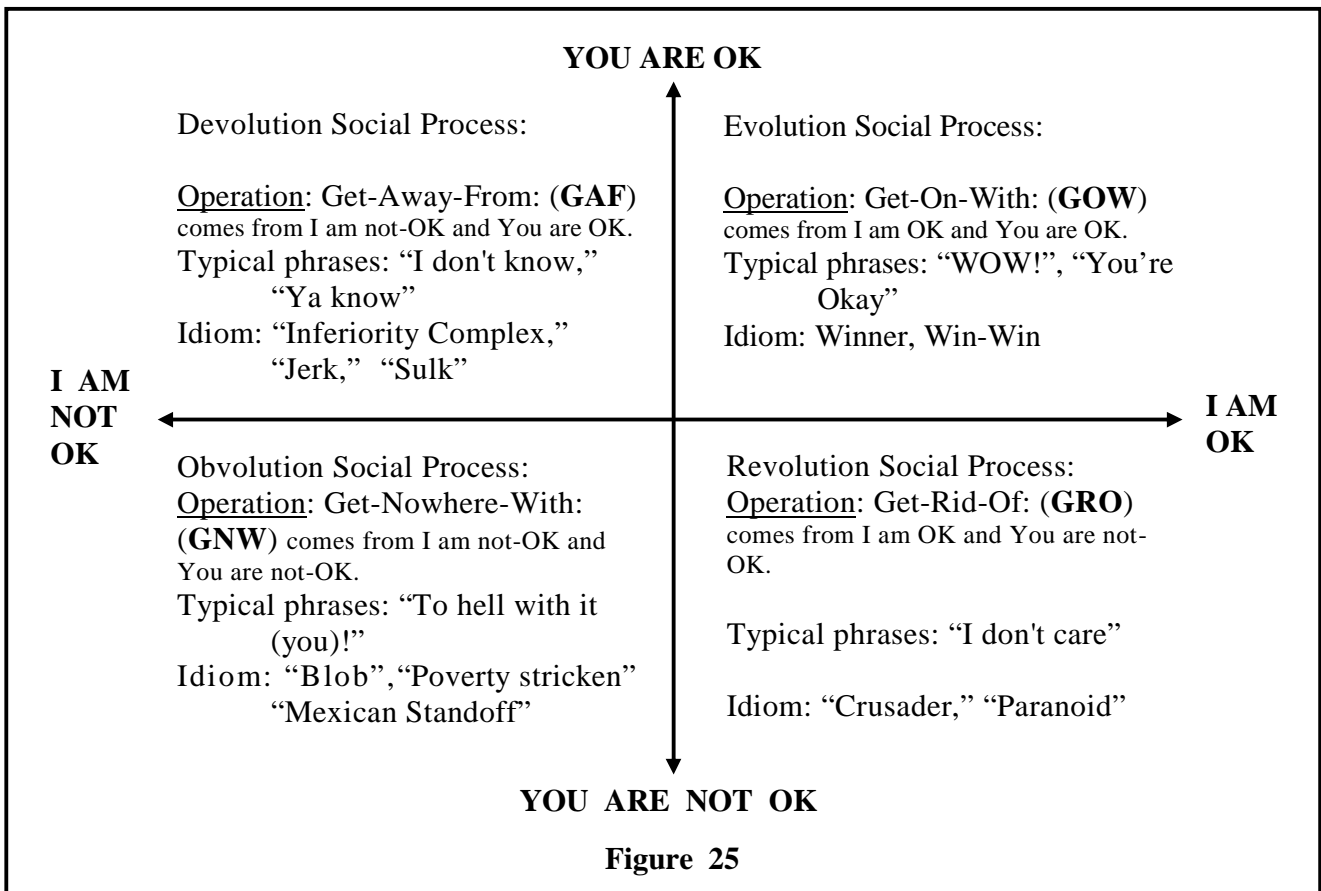 YOU ARE OK
Devolution Social Process:
Operation: Get-Away-From: (GAF)
comes from I am not-OK and You are OK.
Typical phrases: “I don't know,”
“Ya know”
Idiom: “Inferiority Complex,”
“Jerk,” “Sulk”
Evolution Social Process:
Operation: Get-On-With: (GOW)
comes from I am OK and You are OK.
Typical phrases: “WOW!”, “You’re
Okay”
Idiom: Winner, Win-Win
I AM
NOT
OK
I AM
OK
Obvolution Social Process:
Operation: Get-Nowhere-With:
(GNW) comes from I am not-OK and
You are not-OK.
Typical phrases: “To hell with it
(you)!”
Idiom: “Blob”,“Poverty stricken”
“Mexican Standoff”
Revolution Social Process:
Operation: Get-Rid-Of: (GRO)
comes from I am OK and You are not-
OK.
Typical phrases: “I don't care”
Idiom: “Crusader,” “Paranoid”
YOU ARE NOT OK
Figure 25